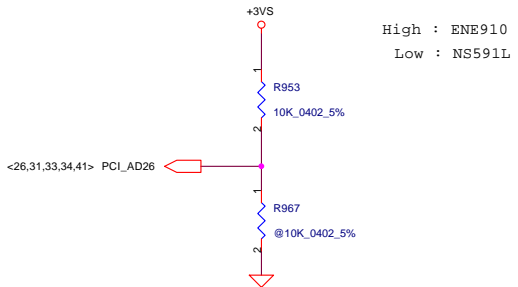 +3VS
High : ENE910
Low : NS591L
1
R953
10K_0402_5%
2
<26,31,33,34,41> PCI_AD26
1
R967
@10K_0402_5%
2